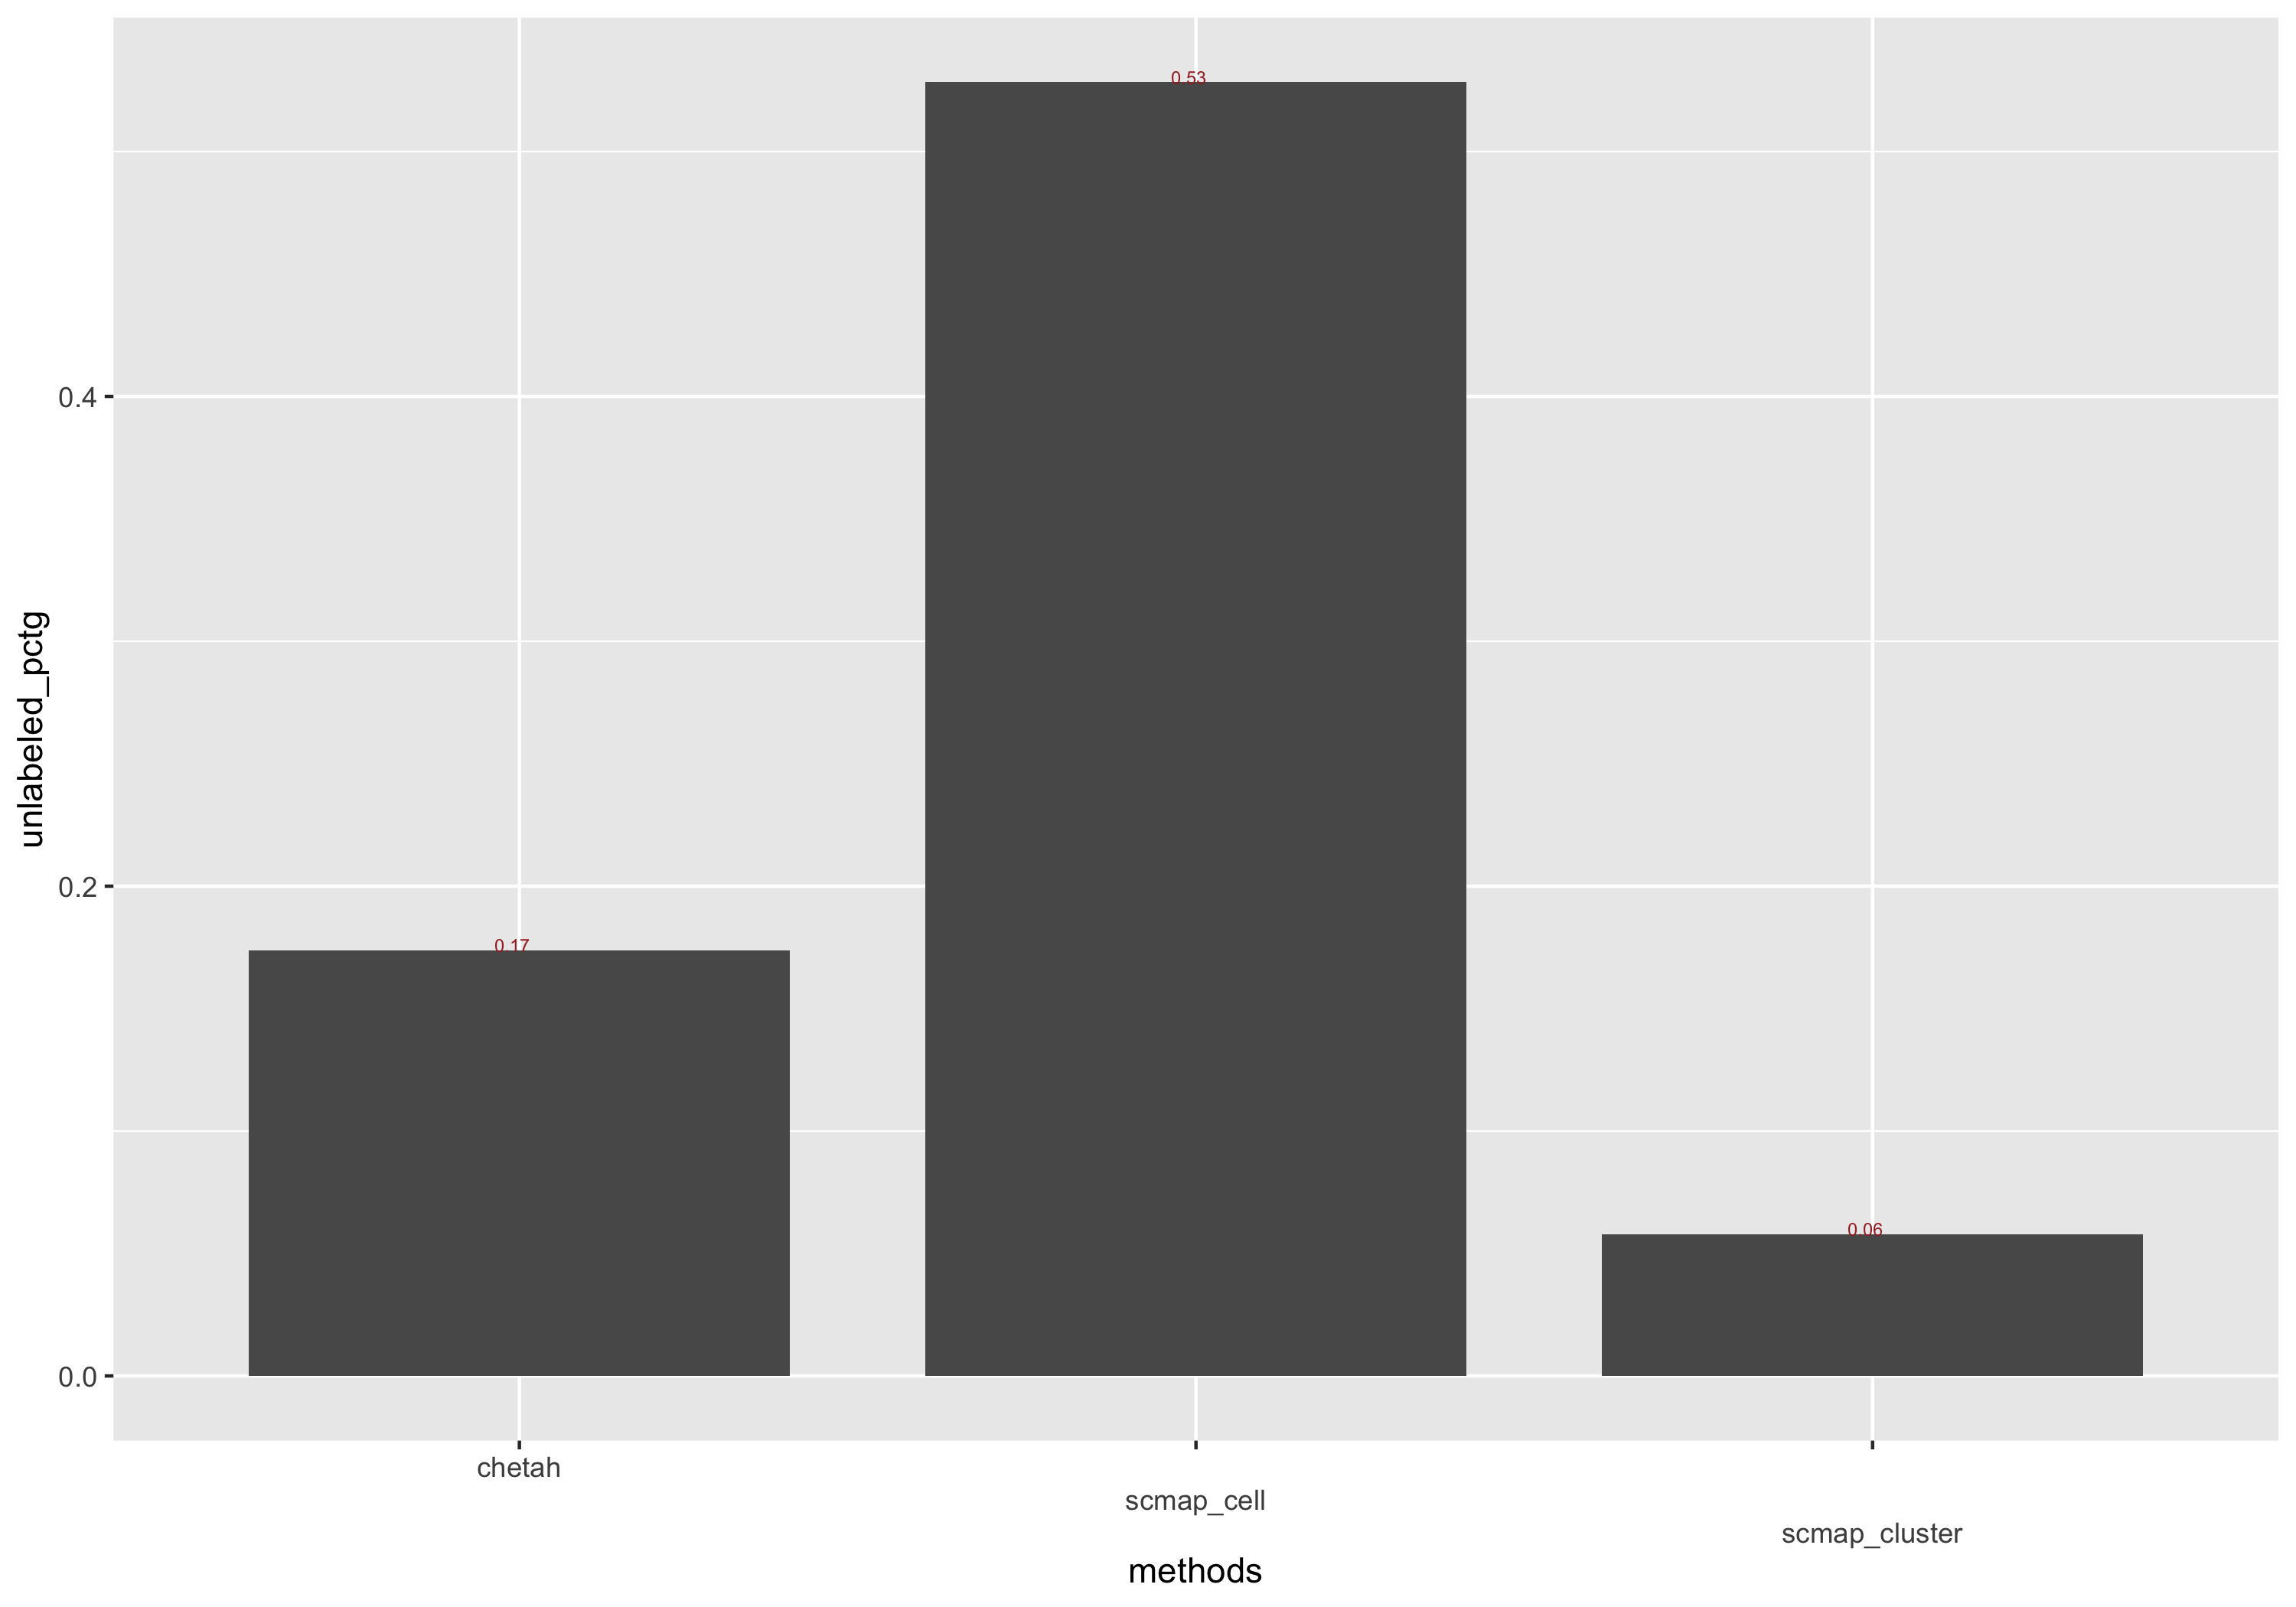 0.53
0.4
unlabeled_pctg
0.2
0.17
0.06
0.0
chetah
scmap_cell
scmap_cluster
methods